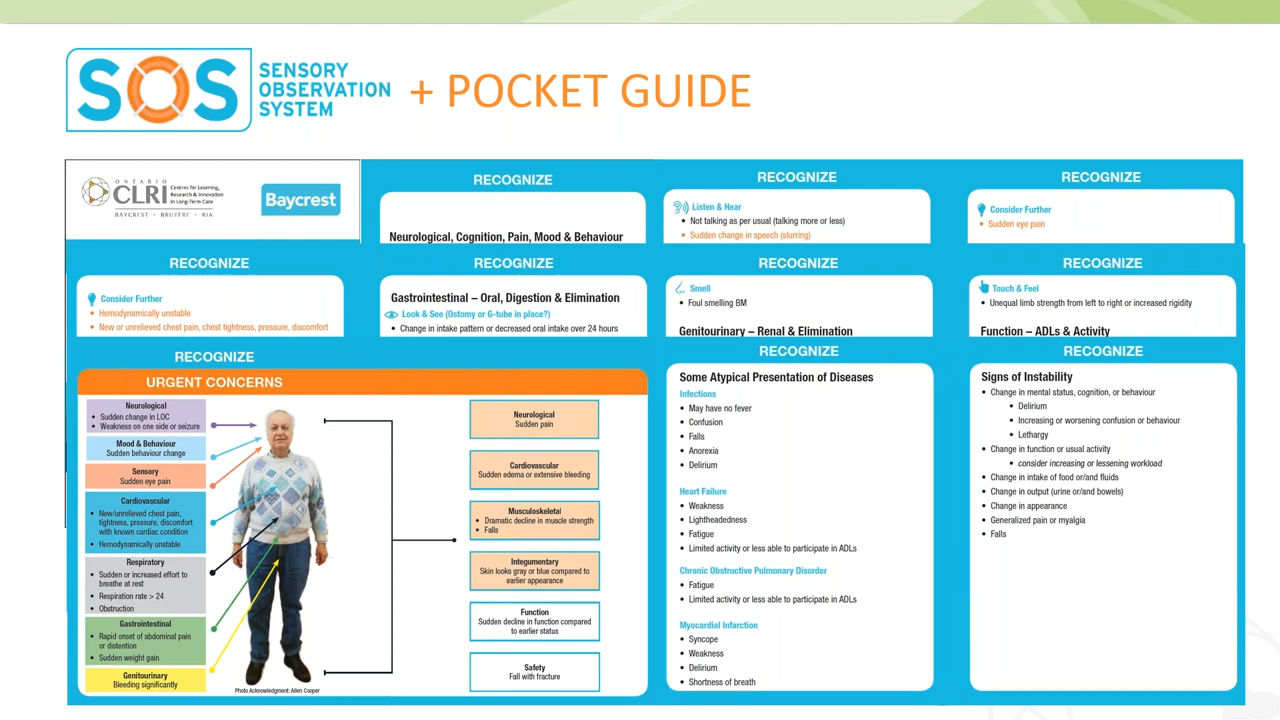 SOS SENSORY
OBSERVATION
SYSTEM
+ POCKET GUIDE
ONTARIO
CLRI
Centres for Learning,
Research & Innovation
in Long-Term Care
BAYCREST • BRUYÈRE • RIA
Baycrest
RECOGNIZE
Neurological, Cognition, Pain, Mood & Behaviour
RECOGNIZE
Listen & Hear
• Not talking as per usual (talking more or less)
• Sudden change in speech (slurring)
RECOGNIZE
Consider Further
• Sudden eye pain
RECOGNIZE
Consider Further
• Hemodynamically unstable
• New or unrelieved chest pain, chest tightness, pressure, discomfort
RECOGNIZE
Gastrointestinal – Oral, Digestion & Elimination
Look & See (Ostomy or G-tube in place?)
• Change in intake pattern or decreased oral intake over 24 hours
RECOGNIZE
Smell
• Foul smelling BM
Genitourinary – Renal & Elimination
RECOGNIZE
Touch & Feel
• Unequal limb strength from left to right or increased rigidity
Function – ADLs & Activity
RECOGNIZE
URGENT CONCERNS
Neurological
• Sudden change in LOC
• Weakness on one side or seizure
Mood & Behaviour
Sudden behaviour change
Sensory
Sudden eye pain
Cardiovascular
• New/unrelieved chest pain,
tightness, pressure, discomfort
with known cardiac condition
• Hemodynamically unstable
Respiratory
• Sudden or increased effort to
breathe at rest
• Respiration rate > 24
• Obstruction
Gastrointestinal
• Rapid onset of abdominal pain
or distention
• Sudden weight gain
Genitourinary
Bleeding significantly
Photo Acknowledgment: Allen Cooper
Neurological
Sudden pain
Cardiovascular
Sudden edema or extensive bleeding
Musculoskeletal
• Dramatic decline in muscle strength
• Falls
Integumentary
Skin looks gray or blue compared to
earlier appearance
Function
Sudden decline in function compared
to earlier status
Safety
Fall with fracture
RECOGNIZE
Some Atypical Presentation of Diseases
Infections
• May have no fever
• Confusion
• Falls
• Anorexia
• Delirium
Heart Failure
• Weakness
• Lightheadedness
• Fatigue
• Limited activity or less able to participate in ADLs
Chronic Obstructive Pulmonary Disorder
• Fatigue
• Limited activity or less able to participate in ADLs
Myocardial Infarction
• Syncope
• Weakness
• Delirium
• Shortness of breath
RECOGNIZE
Signs of Instability
• Change in mental status, cognition, or behaviour
• Delirium
• Increasing or worsening confusion or behaviour
• Lethargy
• Change in function or usual activity
• consider increasing or lessening workload
• Change in intake of food or/and fluids
• Change in output (urine or/and bowels)
• Change in appearance
• Generalized pain or myalgia
• Falls